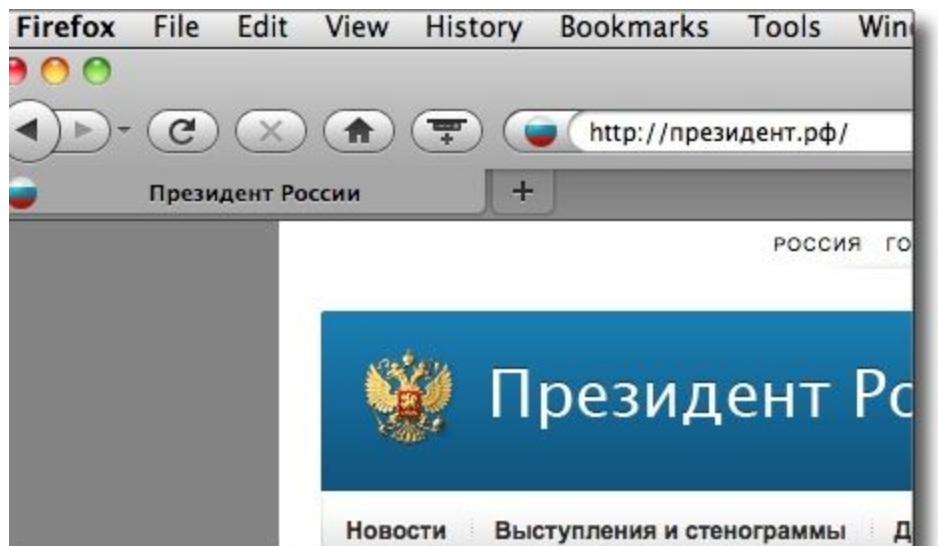 Firefox File Edit View History Bookmarks Tools
http://президент.рф/
Президент России
РОССИЯ
Президент
Новости Выступления и стенограммы